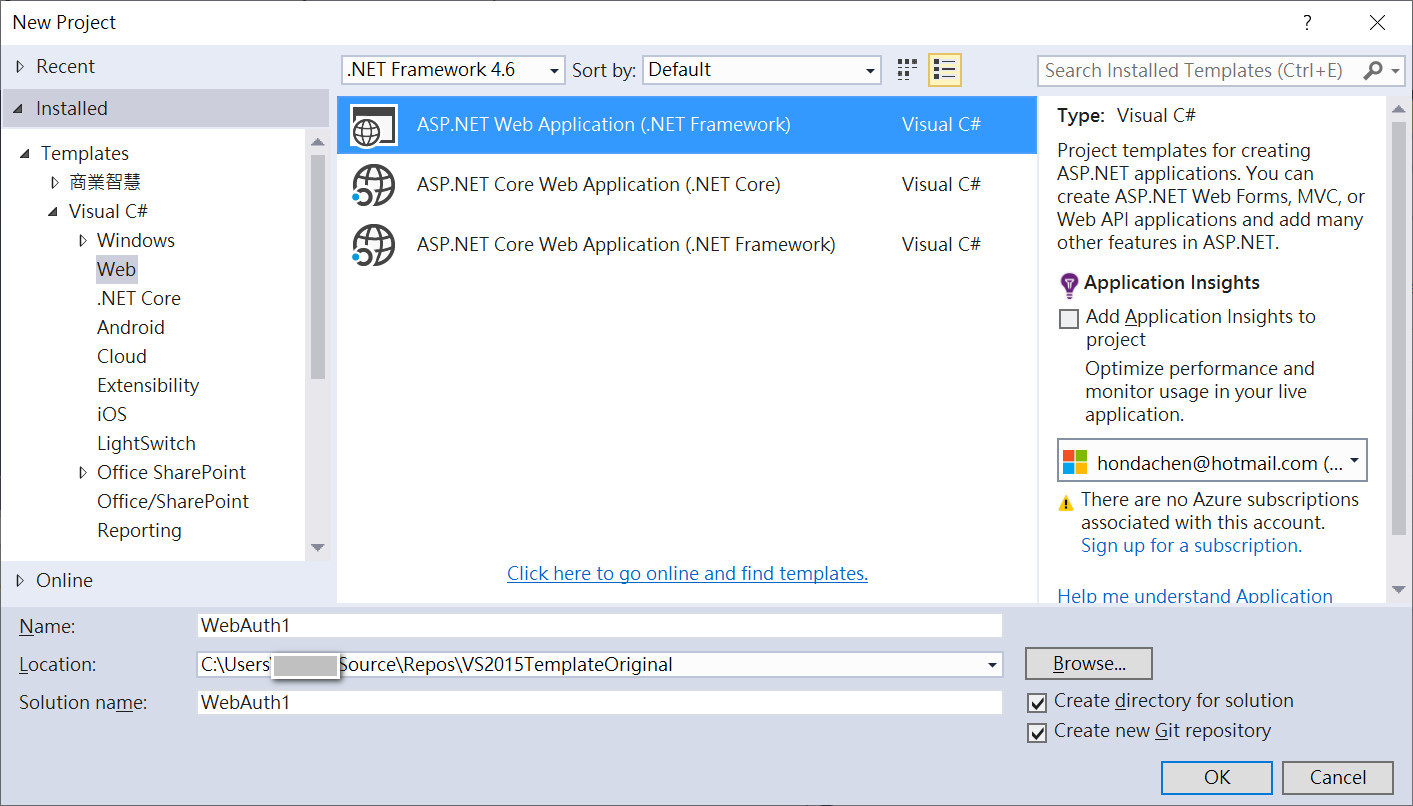 New Project
?
Recent
Installed
Templates
商業智慧
Visual C#
Windows
Web
.NET Core
Android
Cloud
Extensibility
iOS
LightSwitch
Office SharePoint
Office/SharePoint
Reporting
Online
.NET Framework 4.6
Sort by: Default
Search Installed Templates (Ctrl+E)
ASP.NET Web Application (.NET Framework) Visual C#
ASP.NET Core Web Application (.NET Core) Visual C#
ASP.NET Core Web Application (.NET Framework) Visual C#
Click here to go online and find templates.
Type: Visual C#
Project templates for creating
ASP.NET applications. You can
create ASP.NET Web Forms, MVC, or
Web API applications and add many
other features in ASP.NET.
Application Insights
Add Application Insights to
project
Optimize performance and
monitor usage in your live
application.
hondachen@hotmail.com (...
There are no Azure subscriptions
associated with this account.
Sign up for a subscription.
Help me understand Application
Name: WebAuth1
Location: C:\Users\ Source\Repos\VS2015TemplateOriginal
Browse...
Solution name: WebAuth1
Create directory for solution
Create new Git repository
OK
Cancel